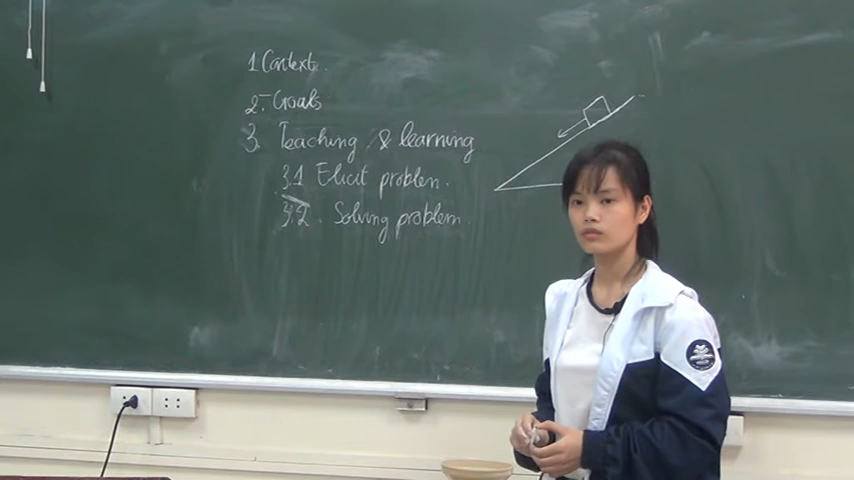 1 Context.
2. Goals
3. Teaching & learning
3.1 Elicit problem.
3.2. Solving problem.